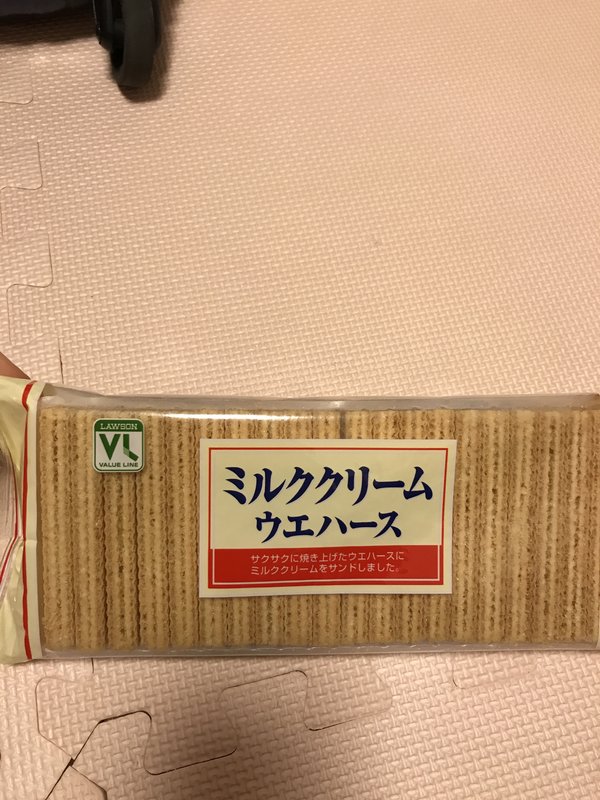 LAWSON
VL
VALUE LINE
ミルククリーム
ウエハース
サクサクに焼き上げたウエハースに
ミルククリームをサンドしました。